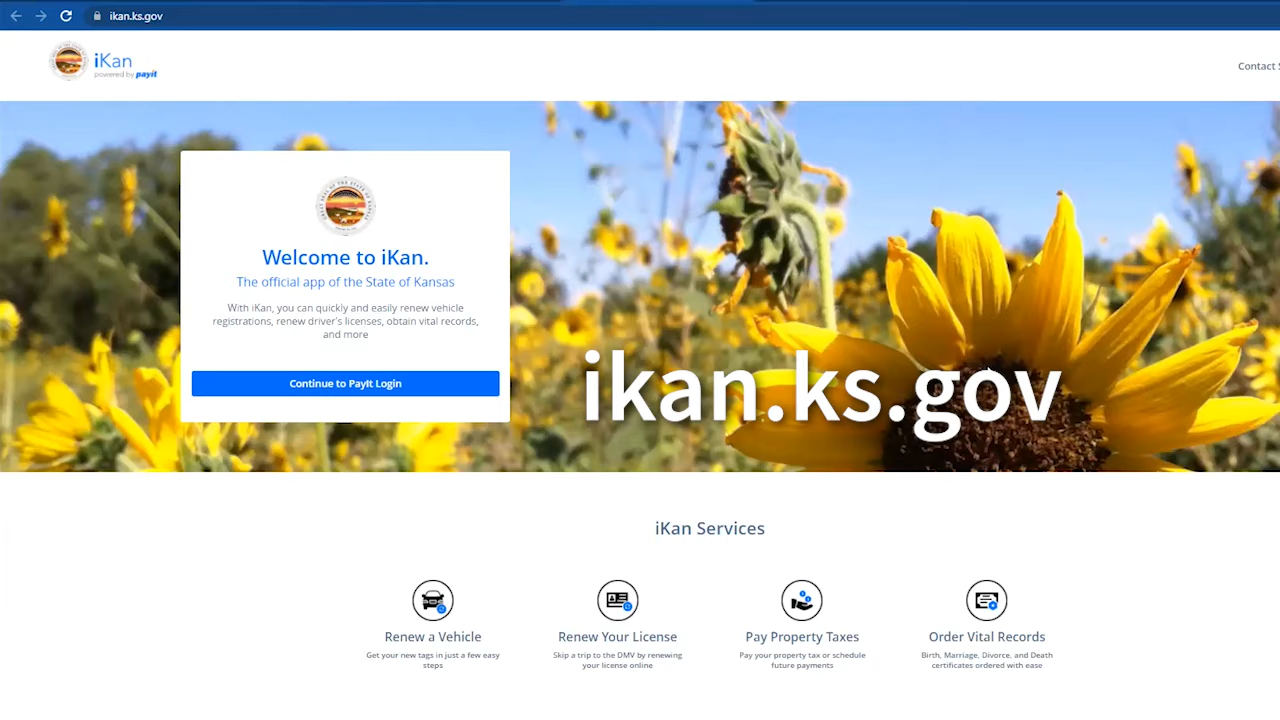 ikan.ks.gov
iKan
powered by payit
Contact
Welcome to iKan.
The official app of the State of Kansas
With iKan, you can quickly and easily renew vehicle
registrations, renew driver's licenses, obtain vital records,
and more
Continue to PayIt Login
ikan.ks.gov
iKan Services
Renew a Vehicle
Get your new tags in just a few easy
steps
Renew Your License
Skip a trip to the DMV by renewing
your license online
Pay Property Taxes
Pay your property tax or schedule
future payments
Order Vital Records
Birth, Marriage, Divorce, and Death
certificates ordered with ease